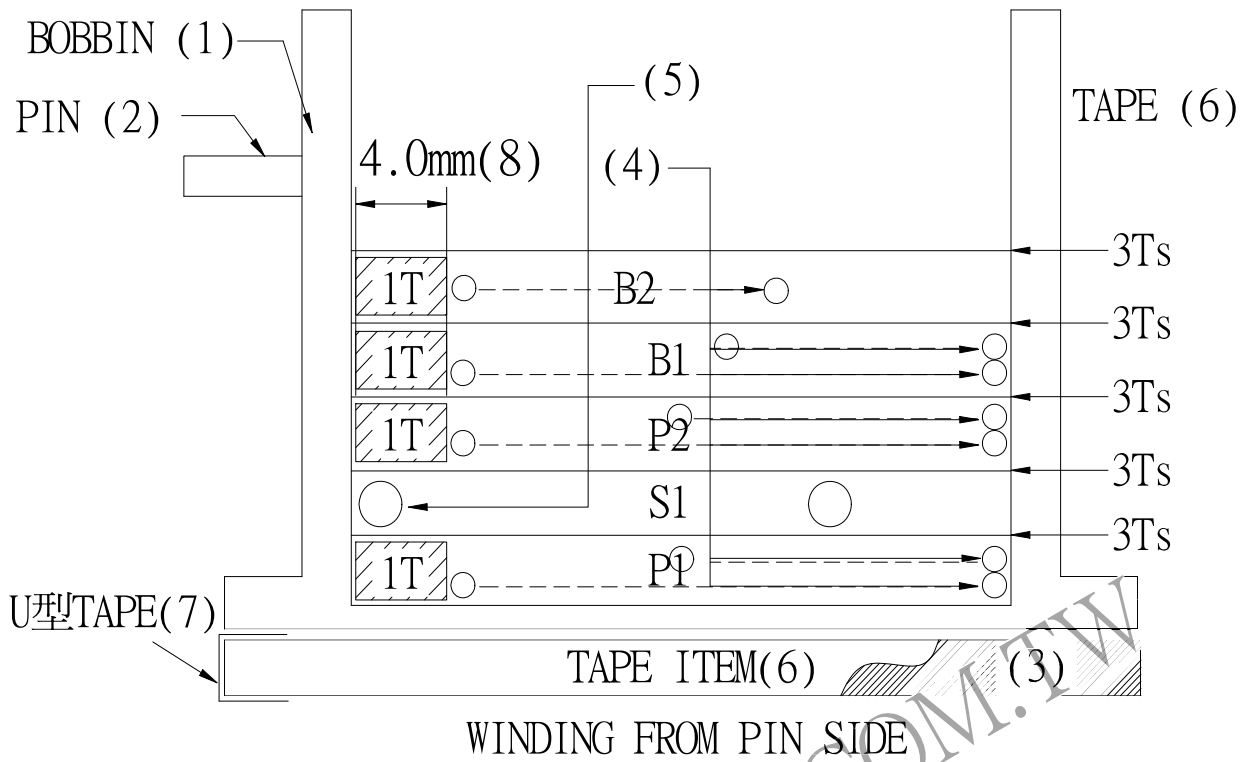 BOBBIN (1)
PIN (2)
(5)
TAPE (6)
4.0mm(8)
(4)
3Ts
1T
B2
3Ts
1T
B1
3Ts
1T
P2
3Ts
S1
3Ts
1T
P1
U型TAPE(7)
TAPE ITEM(6)
(3)
WINDING FROM PIN SIDE
COM.TW